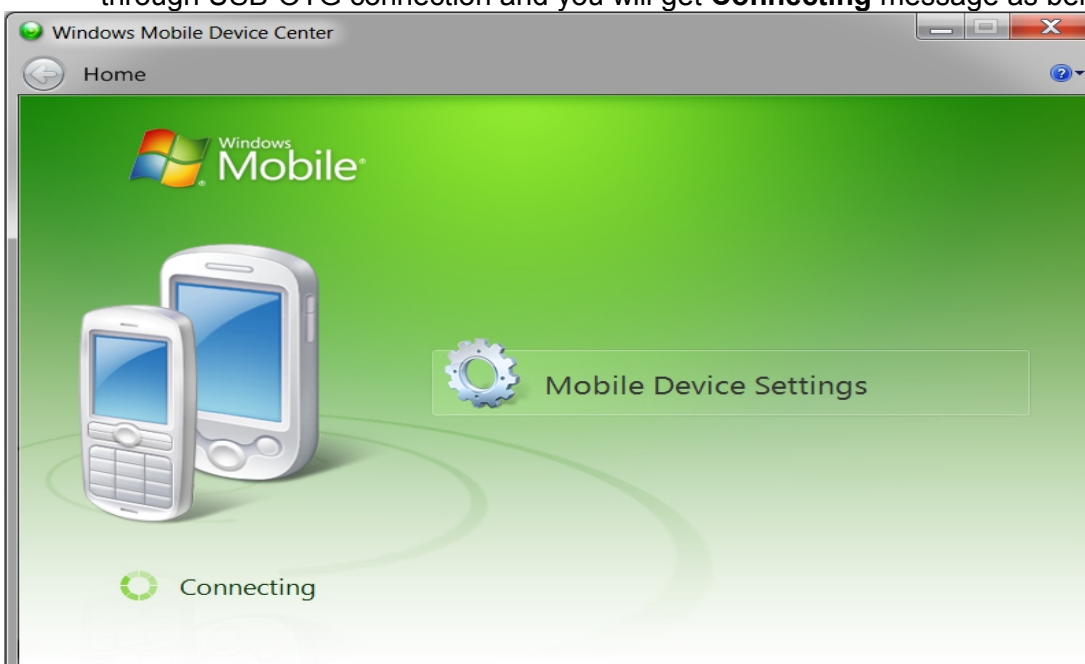 through USB OTG connection and you will get Connecting message as bel
Windows Mobile Device Center
Home
Windows
Mobile
Mobile Device Settings
Connecting